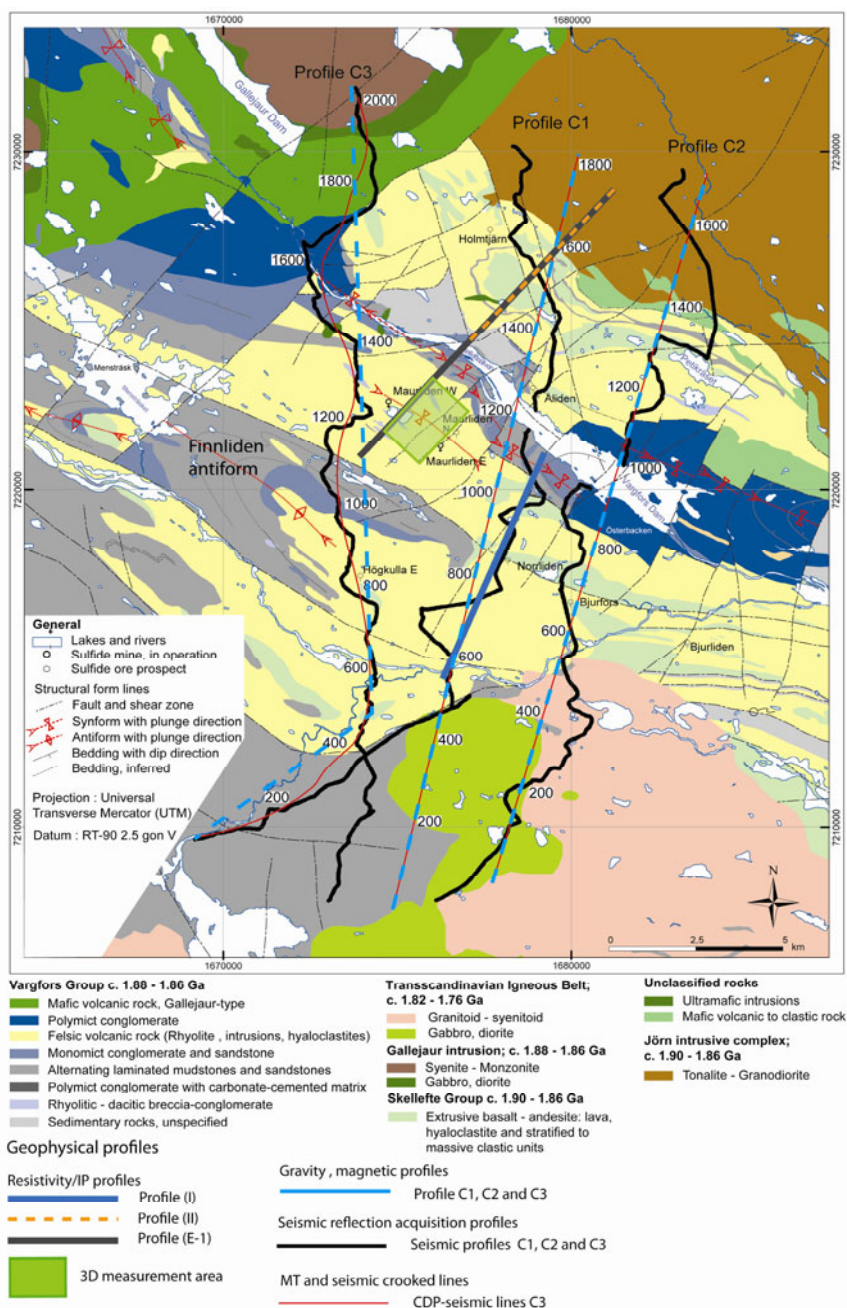 1670000
1680000
Profile C3
Gallejaur Dam
2000
Profile C1
Profile C2
7230000
7230000
1800
1800
1600
Holmtjärn
1600
1600
1400
1400
1400
Mensträsk
Petikträsk
1200
Maurliden W
1200
Åliden
1200
Maurliden
N
Finnliden
antiform
Maurliden E
1000
1000
1000
7220000
7220000
Vargfors Dam
Österbacken
800
Högkulla E
800
800
Norrliden
Bjurfors
600
600
600
Bjurliden
General
Lakes and rivers
Sulfide mine, in operation
Sulfide ore prospect
Structural form lines
Fault and shear zone
Synform with plunge direction
Antiform with plunge direction
Bedding with dip direction
Bedding, inferred
Projection : Universal
Transverse Mercator (UTM)
Datum : RT-90 2.5 gon V
400
400
400
200
200
200
7210000
7210000
N
0 2.5 5
km
1670000
1680000
Vargfors Group c. 1.88 - 1.86 Ga
Mafic volcanic rock, Gallejaur-type
Polymict conglomerate
Felsic volcanic rock (Rhyolite , intrusions, hyaloclastites)
Monomict conglomerate and sandstone
Alternating laminated mudstones and sandstones
Polymict conglomerate with carbonate-cemented matrix
Rhyolitic - dacitic breccia-conglomerate
Sedimentary rocks, unspecified
Transscandinavian Igneous Belt;
c. 1.82 - 1.76 Ga
Granitoid - syenitoid
Gabbro, diorite
Gallejaur intrusion; c. 1.88 - 1.86 Ga
Syenite - Monzonite
Gabbro, diorite
Skellefte Group c. 1.90 - 1.86 Ga
Extrusive basalt - andesite: lava,
hyaloclastite and stratified to
massive clastic units
Unclassified rocks
Ultramafic intrusions
Mafic volcanic to clastic rock
Jörn intrusive complex;
c. 1.90 - 1.86 Ga
Tonalite - Granodiorite
Geophysical profiles
Resistivity/IP profiles
Profile (I)
Profile (II)
Profile (E-1)
3D measurement area
Gravity , magnetic profiles
Profile C1, C2 and C3
Seismic reflection acquisition profiles
Seismic profiles C1, C2 and C3
MT and seismic crooked lines
CDP-seismic lines C3